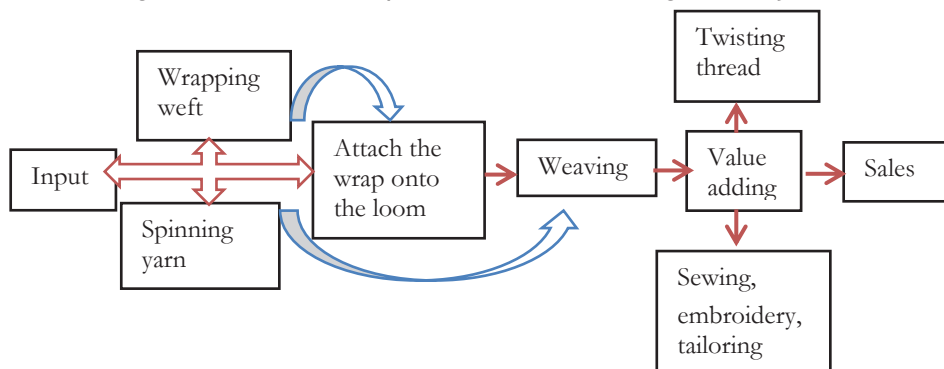 Twisting
thread
Wrapping
weft
Attach the
wrap onto
the loom
Input
Weaving
Value
adding
Sales
Spinning
yarn
Sewing,
embroidery,
tailoring